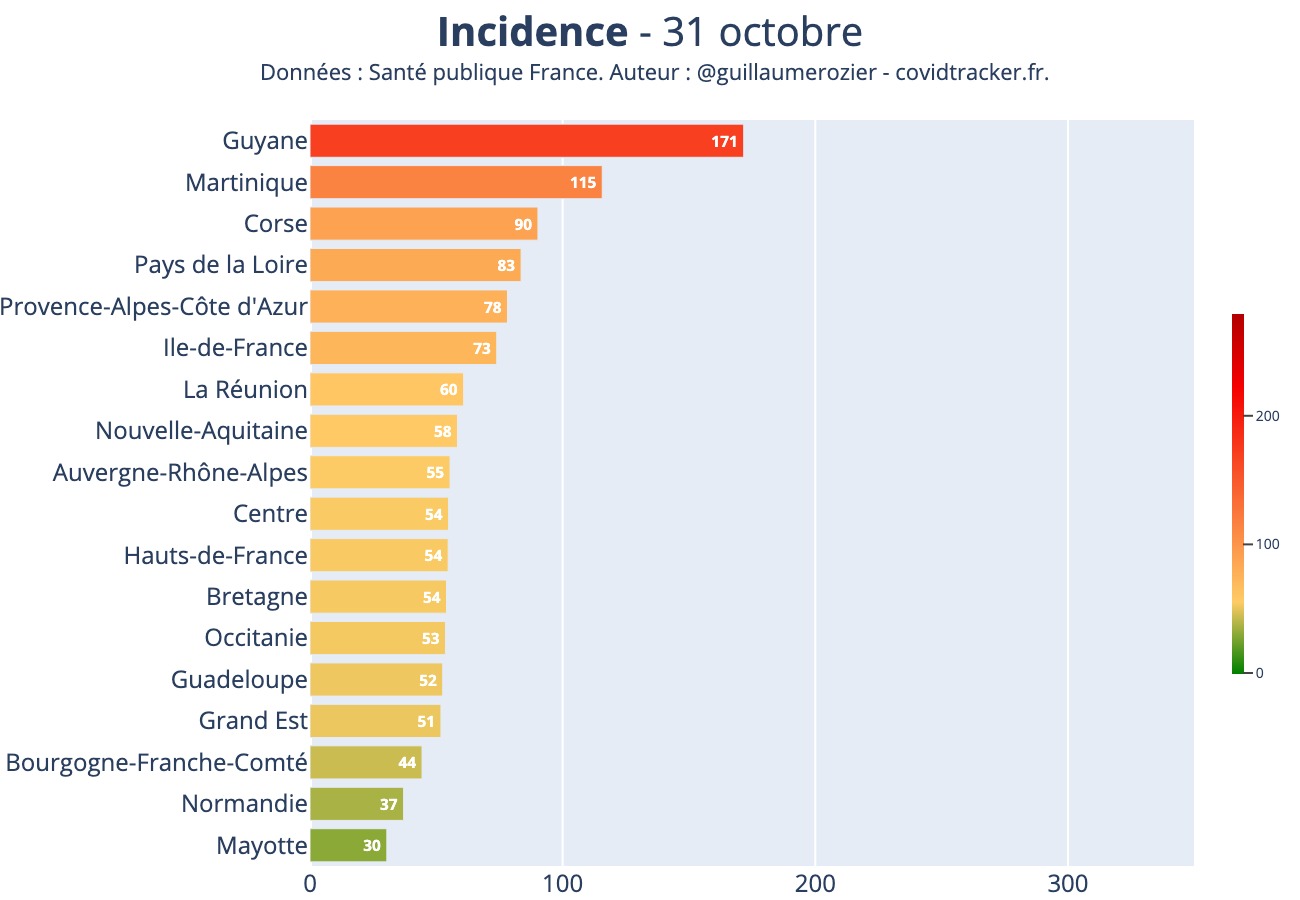 Incidence - 31 octobre
Données : Santé publique France. Auteur : @guillaumerozier - covidtracker.fr.
Guyane 171
Martinique 115
Corse 90
Pays de la Loire 83
Provence-Alpes-Côte d'Azur 78
Ile-de-France 73
La Réunion 60
Nouvelle-Aquitaine 58
Auvergne-Rhône-Alpes 55
Centre 54
Hauts-de-France 54
Bretagne 54
Occitanie 53
Guadeloupe 52
Grand Est 51
Bourgogne-Franche-Comté 44
Normandie 37
Mayotte 30
0 100 200 300
200
100
0